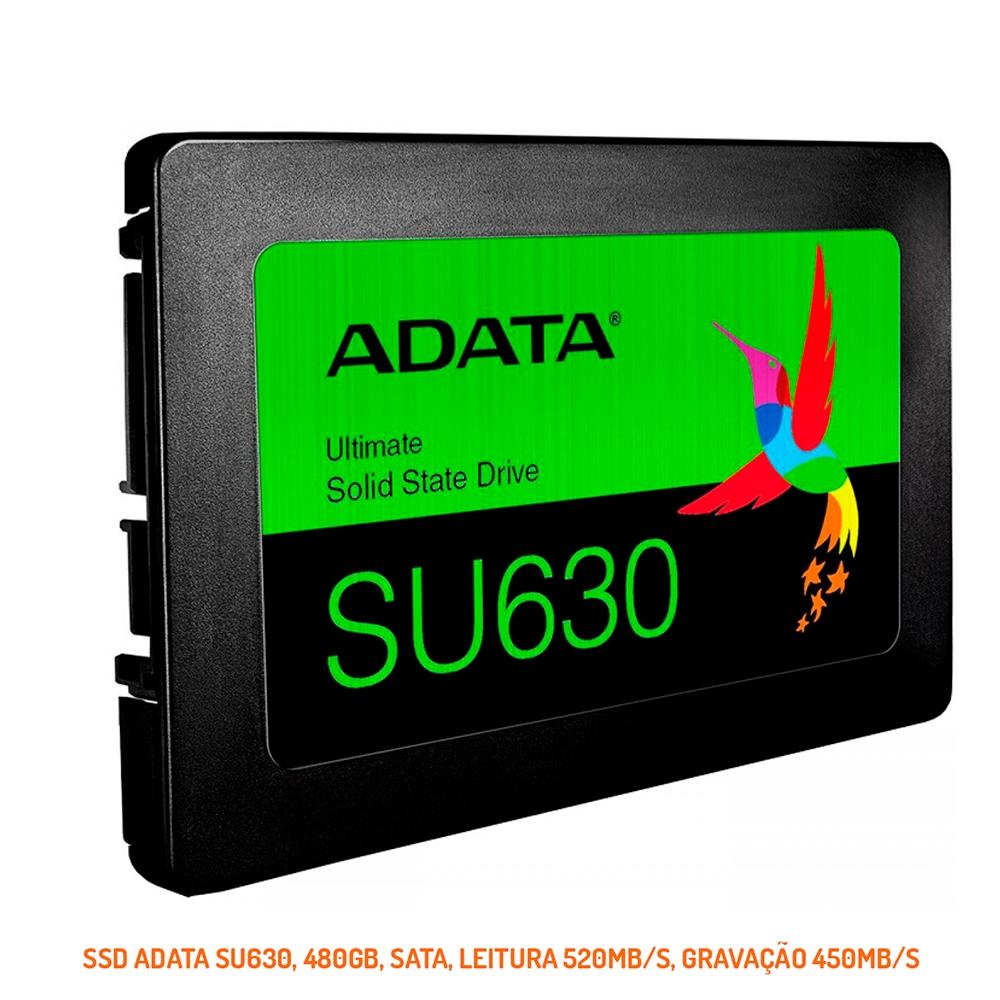 ADATA®
Ultimate
Solid State Drive
SU630
SSD ADATA SU630, 480GB, SATA, LEITURA 520MB/S, GRAVAÇÃO 450MB/S